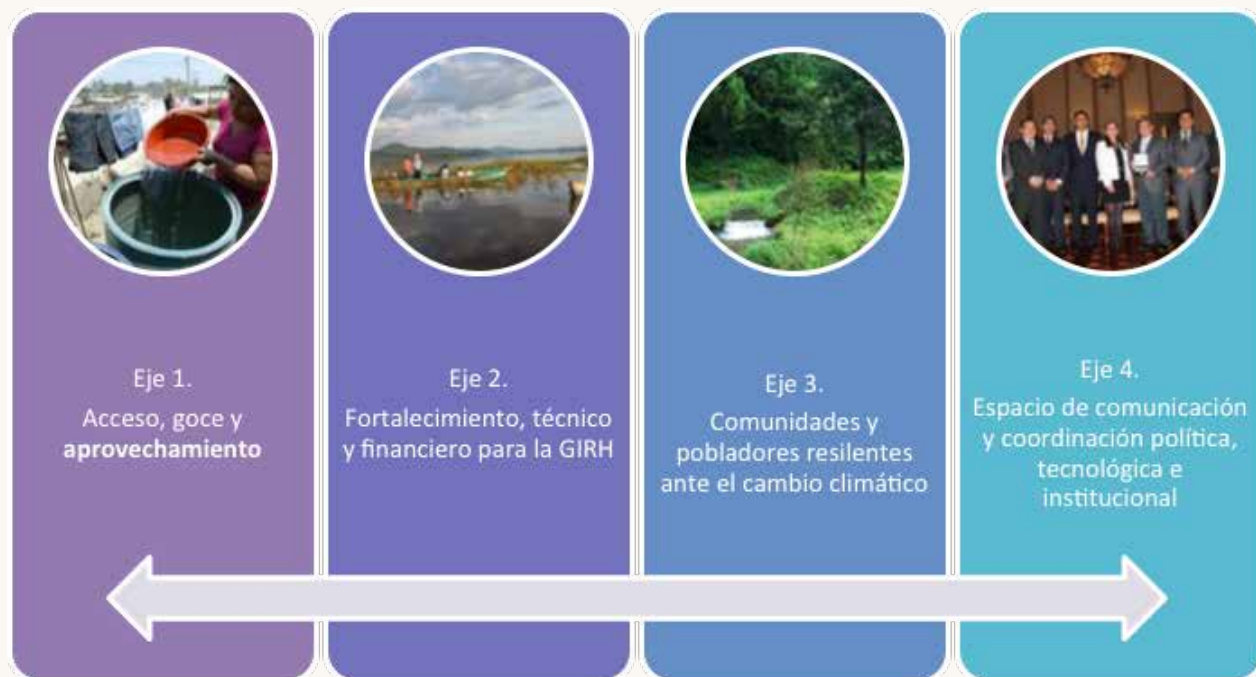 Eje 1.
Acceso, goce y
aprovechamiento
Eje 2.
Fortalecimiento, técnico
y financiero para la GIRH
Eje 3.
Comunidades y
pobladores resilentes
ante el cambio climático
Eje 4.
Espacio de comunicación
y coordinación política,
tecnológica e
institucional